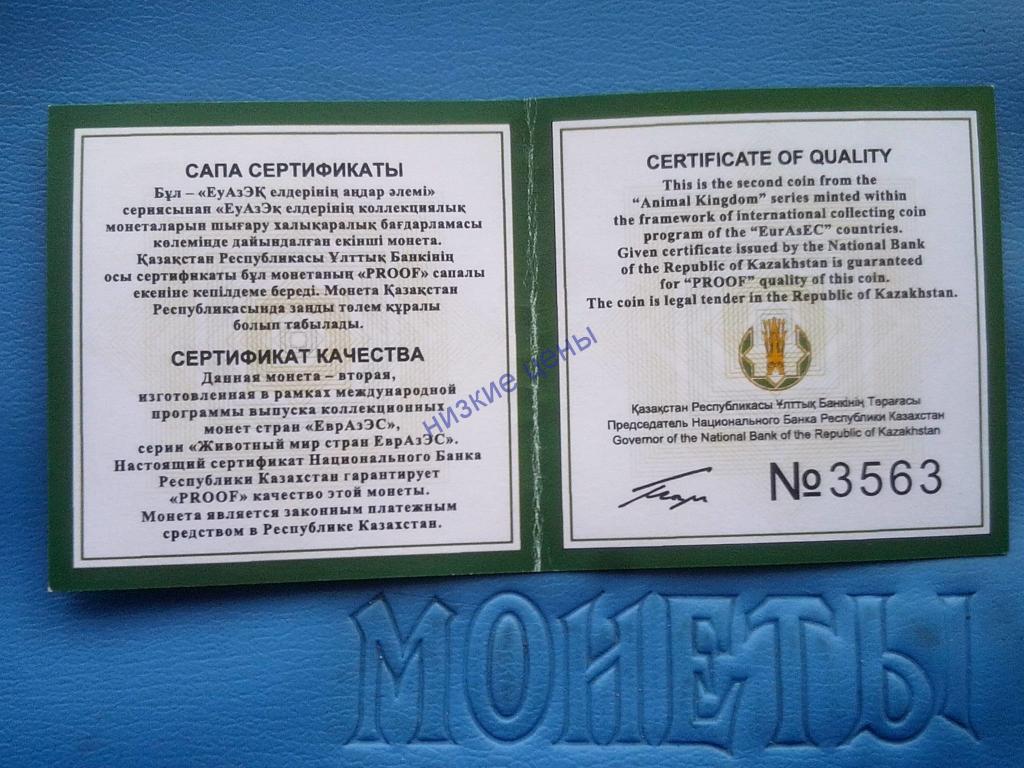 САПА СЕРТИФИКАТЫ
Бұл – «ЕуАзЭҚ елдерінің аңдар әлемі»
сериясынан «ЕуАзЭқ елдерінің коллекциялық
монеталарын шығару халықаралық бағдарламасы
көлемінде дайындалған екінші монета.
Қазақстан Республикасы Ұлттық Банкінің
осы сертификаты бұл монетаның «PROOF» сапалы
екеніне кепілдеме береді. Монета Қазақстан
Республикасында заңды төлем құралы
болып табылады.
СЕРТИФИКАТ КАЧЕСТВА
Данная монета – вторая,
изготовленная в рамках международной
программы выпуска коллекционных
монет стран «ЕврАзЭС»,
серии «Животный мир стран ЕврАзЭС».
Настоящий сертификат Национального Банка
Республики Казахстан гарантирует
«PROOF» качество этой монеты.
Монета является законным платежным
средством в Республике Казахстан.
CERTIFICATE OF QUALITY
This is the second coin from the
“Animal Kingdom” series minted within
the framework of international collecting coin
program of the “EurAsEC” countries.
Given certificate issued by the National Bank
of the Republic of Kazakhstan is guaranteed
for “PROOF” quality of this coin.
The coin is legal tender in the Republic of Kazakhstan.
Қазақстан Республикасы Ұлттық Банкінің Төрағасы
Председатель Национального Банка Республики Казахстан
Governor of the National Bank of the Republic of Kazakhstan
№3563
низкие цены
МОНЕТЫ